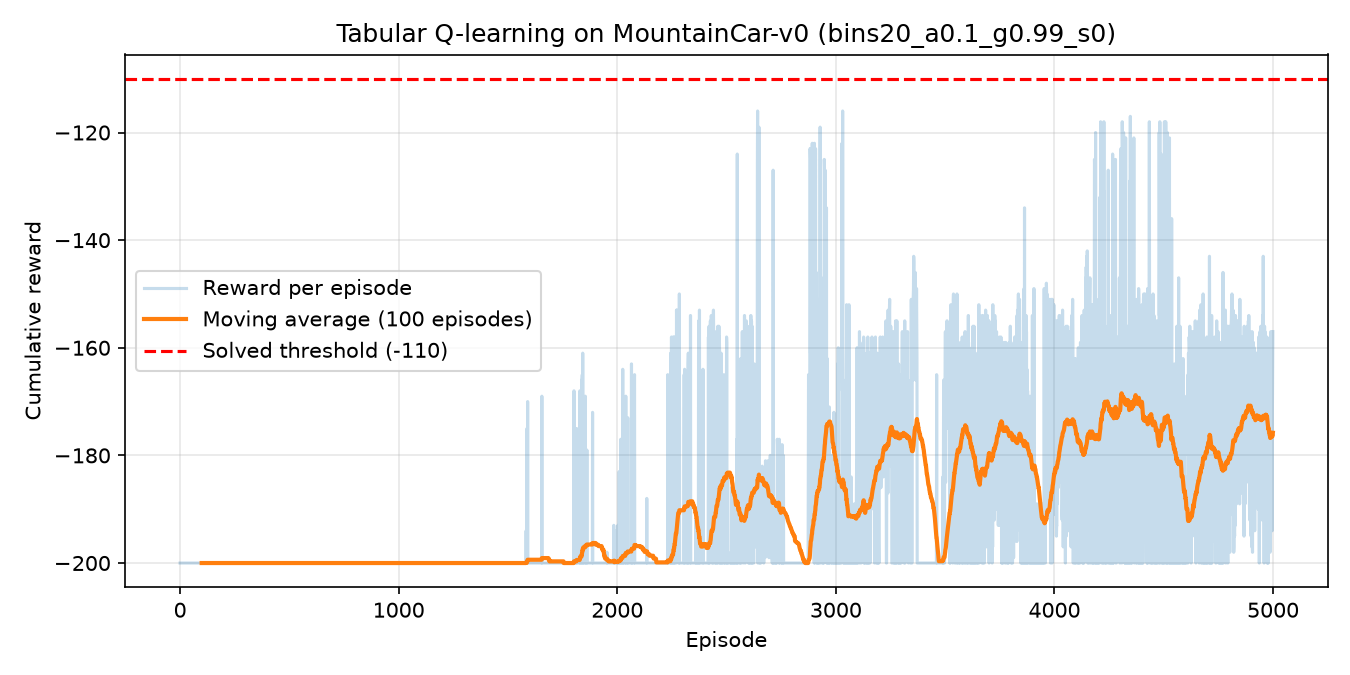 Tabular Q-learning on MountainCar-v0 (bins20_a0.1_g0.99_s0)
Cumulative reward
−120
−140
−160
−180
−200
Reward per episode
Moving average (100 episodes)
Solved threshold (-110)
0
1000
2000
3000
4000
5000
Episode